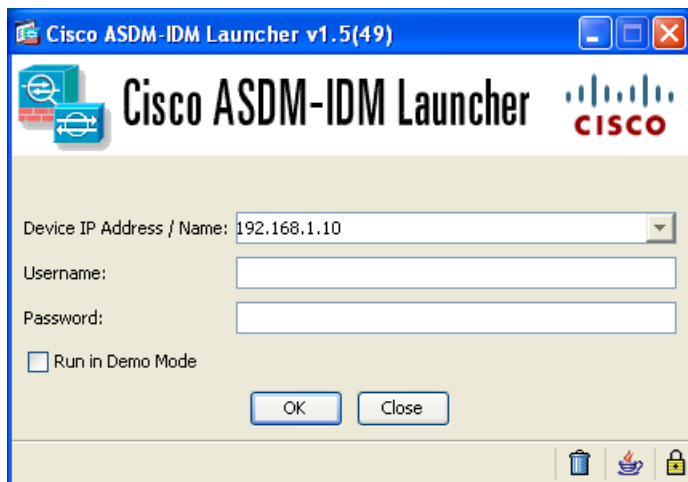 Cisco ASDM-IDM Launcher v1.5(49)
Cisco ASDM-IDM Launcher
CISCO
Device IP Address / Name: 192.168.1.10
Username:
Password:
Run in Demo Mode
OK Close